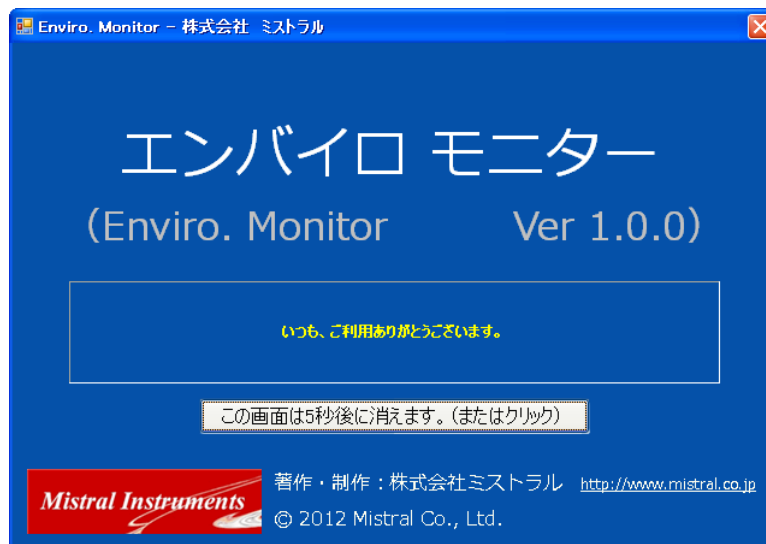 Enviro. Monitor - 株式会社 ミストラル
エンバイロ モニター
(Enviro. Monitor Ver 1.0.0)
いつも、ご利用ありがとうございます。
この画面は5秒後に消えます。(またはクリック)
Mistral Instruments
著作・制作：株式会社ミストラル http://www.mistral.co.jp
© 2012 Mistral Co., Ltd.